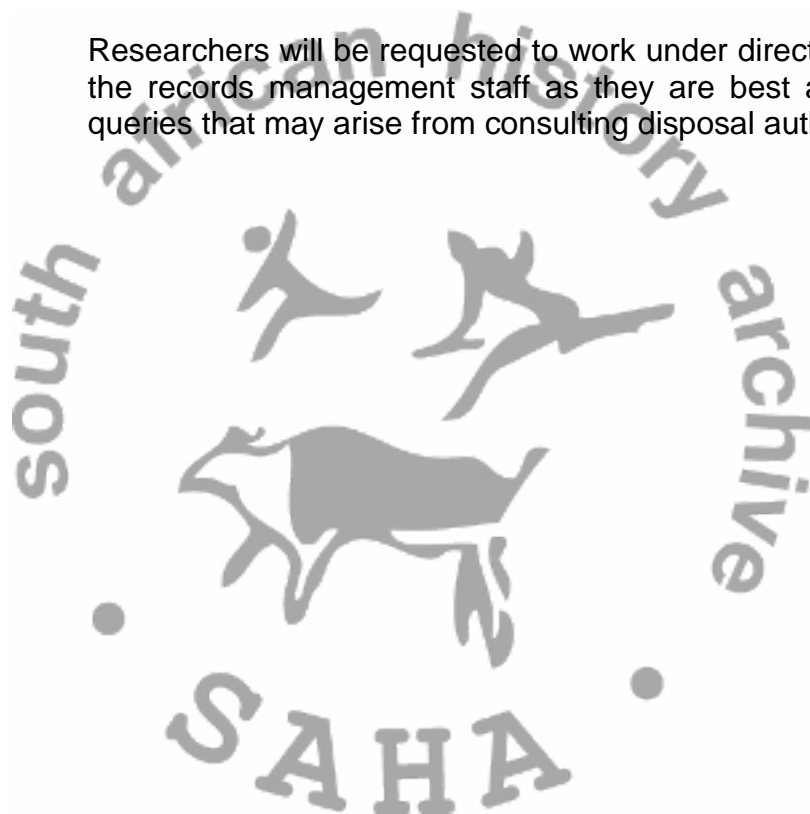 Researchers will be requested to work under direct
the records management staff as they are best a
queries that may arise from consulting disposal auth
south african history archive
SAHA